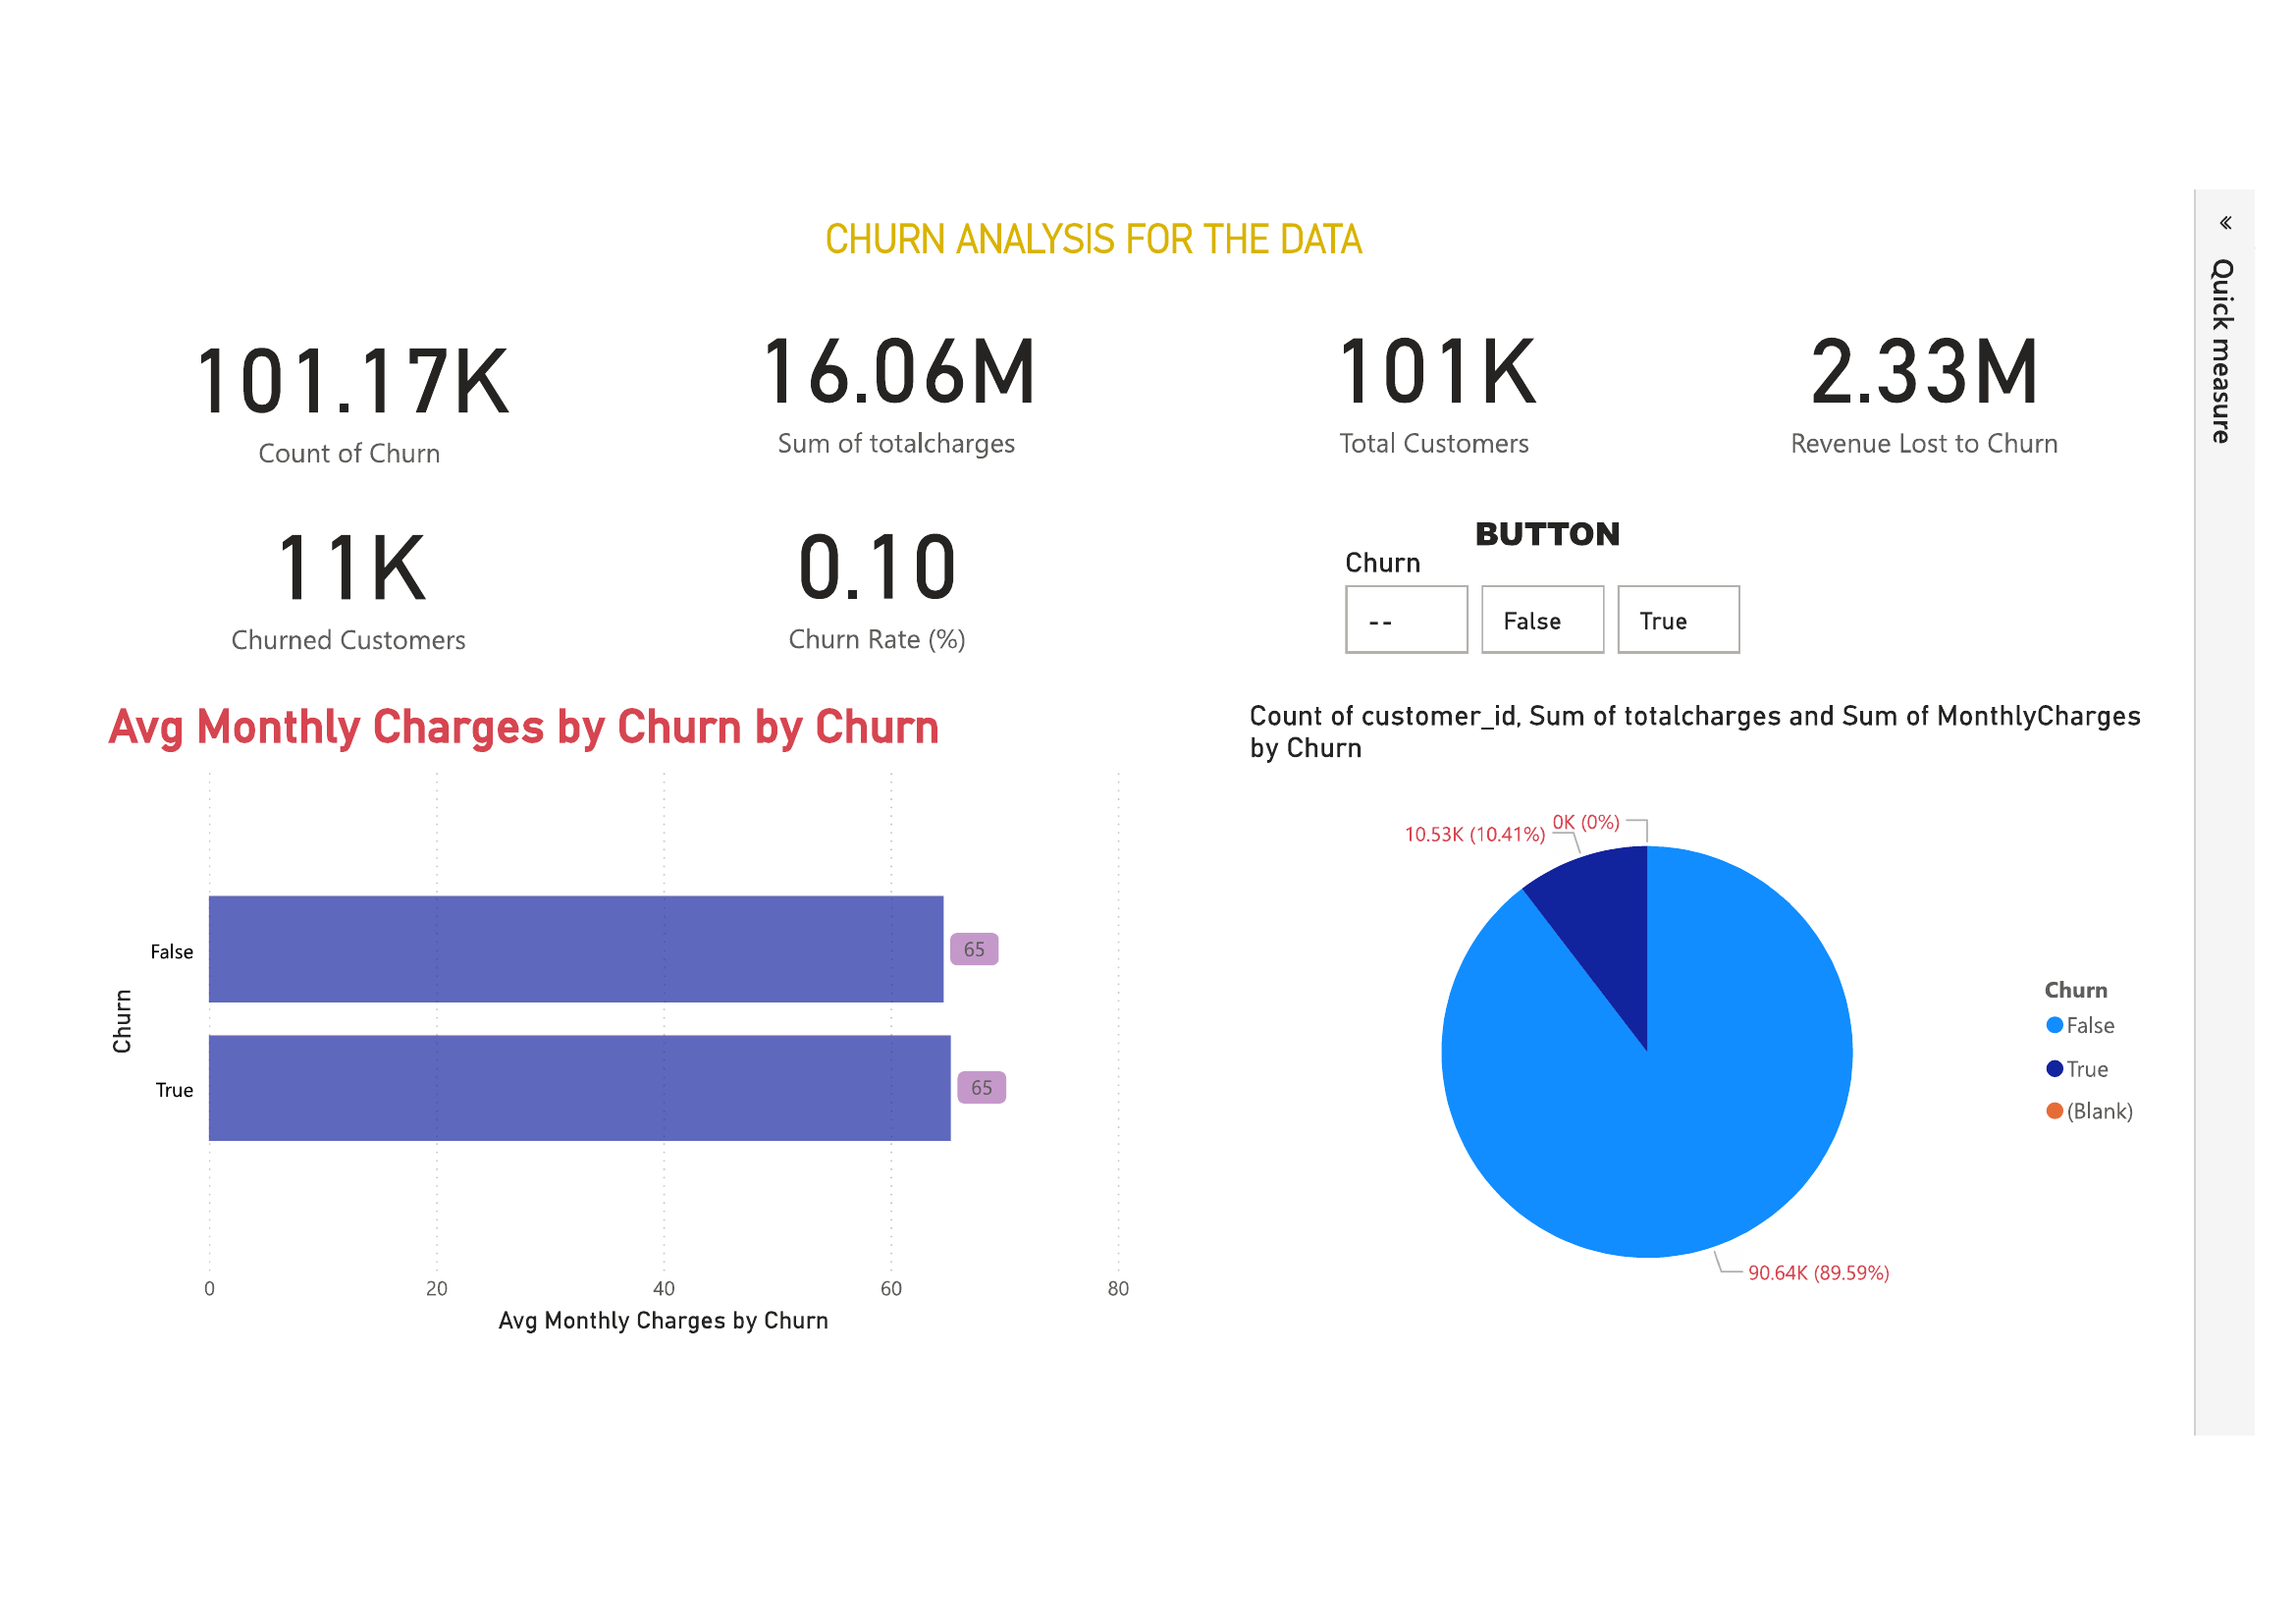 CHURN ANALYSIS FOR THE DATA
«
Quick measure
101.17K
Count of Churn
16.06M
Sum of totalcharges
101K
Total Customers
2.33M
Revenue Lost to Churn
11K
Churned Customers
0.10
Churn Rate (%)
BUTTON
Churn
--
False
True
Avg Monthly Charges by Churn by Churn
Churn
False
65
True
65
0
20
40
60
80
Avg Monthly Charges by Churn
Count of customer_id, Sum of totalcharges and Sum of MonthlyCharges
by Churn
10.53K (10.41%)
0K (0%)
90.64K (89.59%)
Churn
False
True
(Blank)